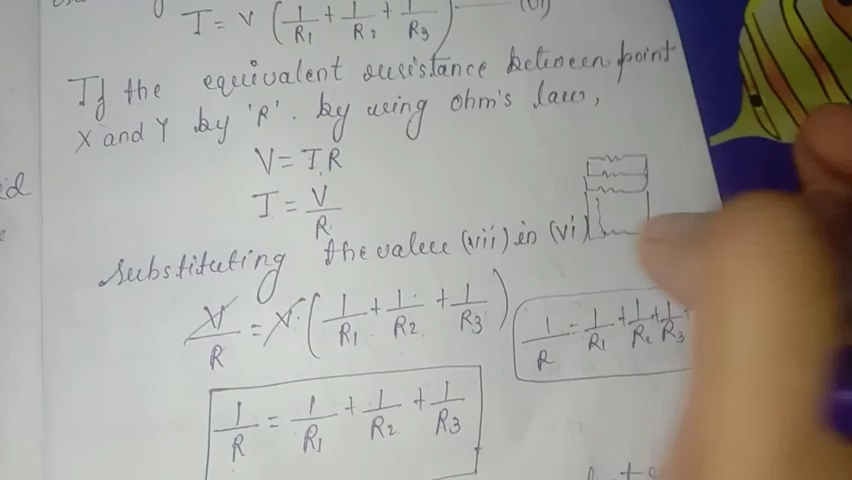 I = V (1/R1 + 1/R2 + 1/R3) (vi)
If the equivalent resistance between point
X and Y by 'R'. by using ohm's law,
V = I.R
I = V/R
Substituting the value (vii) in (vi)
V/R = V.(1/R1 + 1/R2 + 1/R3)
1/R = 1/R1 + 1/R2 + 1/R3 +
1/R = 1/R1 + 1/R2 + 1/R3